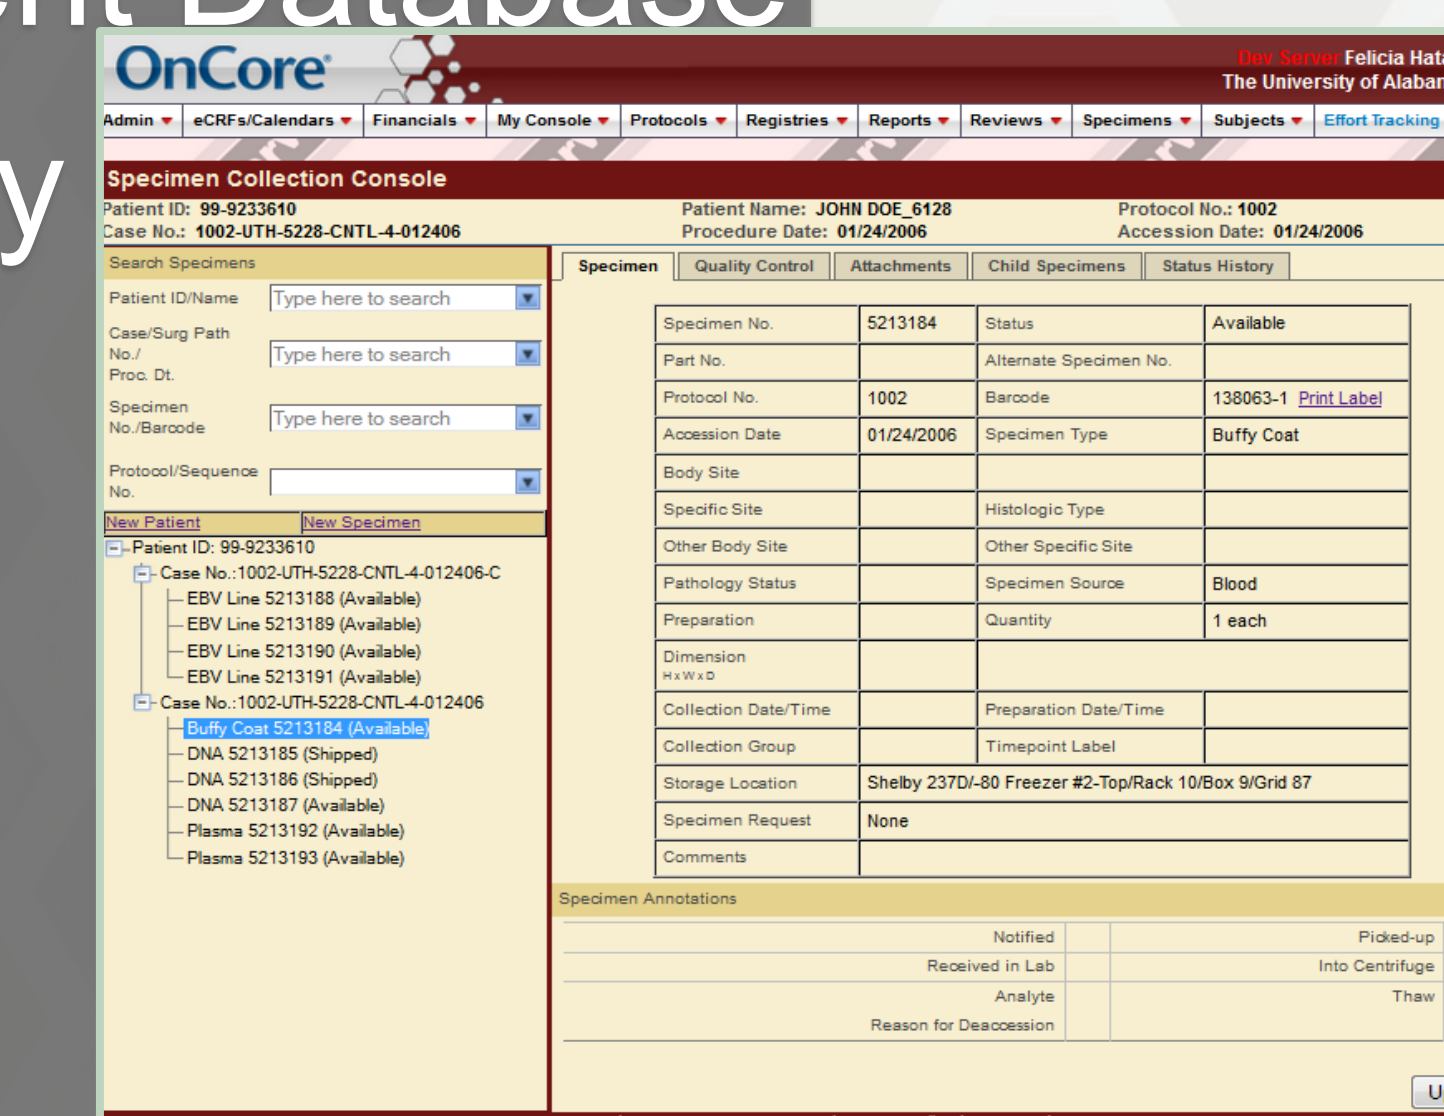 nt Database
y
OnCore
Dev Server Felicia Hata
The University of Alaban
Admin eCRFs/Calendars Financials My Console Protocols Registries Reports Reviews Specimens Subjects Effort Tracking
Specimen Collection Console
Patient ID: 99-9233610 Patient Name: JOHN DOE_6128 Protocol No.: 1002
Case No.: 1002-UTH-5228-CNTL-4-012406 Procedure Date: 01/24/2006 Accession Date: 01/24/2006
Search Specimens
Patient ID/Name Type here to search
Case/Surg Path
No./ Type here to search
Proc. Dt.
Specimen
No./Barcode Type here to search
Protocol/Sequence
No.
New Patient New Specimen
Patient ID: 99-9233610
Case No.:1002-UTH-5228-CNTL-4-012406-C
EBV Line 5213188 (Available)
EBV Line 5213189 (Available)
EBV Line 5213190 (Available)
EBV Line 5213191 (Available)
Case No.:1002-UTH-5228-CNTL-4-012406
Buffy Coat 5213184 (Available)
DNA 5213185 (Shipped)
DNA 5213186 (Shipped)
DNA 5213187 (Available)
Plasma 5213192 (Available)
Plasma 5213193 (Available)
Specimen Quality Control Attachments Child Specimens Status History
Specimen No. 5213184 Status Available
Part No. Alternate Specimen No.
Protocol No. 1002 Barcode 138063-1 Print Label
Accession Date 01/24/2006 Specimen Type Buffy Coat
Body Site
Specific Site Histologic Type
Other Body Site Other Specific Site
Pathology Status Specimen Source Blood
Preparation Quantity 1 each
Dimension
H x W x D
Collection Date/Time Preparation Date/Time
Collection Group Timepoint Label
Storage Location Shelby 237D/-80 Freezer #2-Top/Rack 10/Box 9/Grid 87
Specimen Request None
Comments
Specimen Annotations
Notified Picked-up
Received in Lab Into Centrifuge
Analyte Thaw
Reason for Deaccession
U